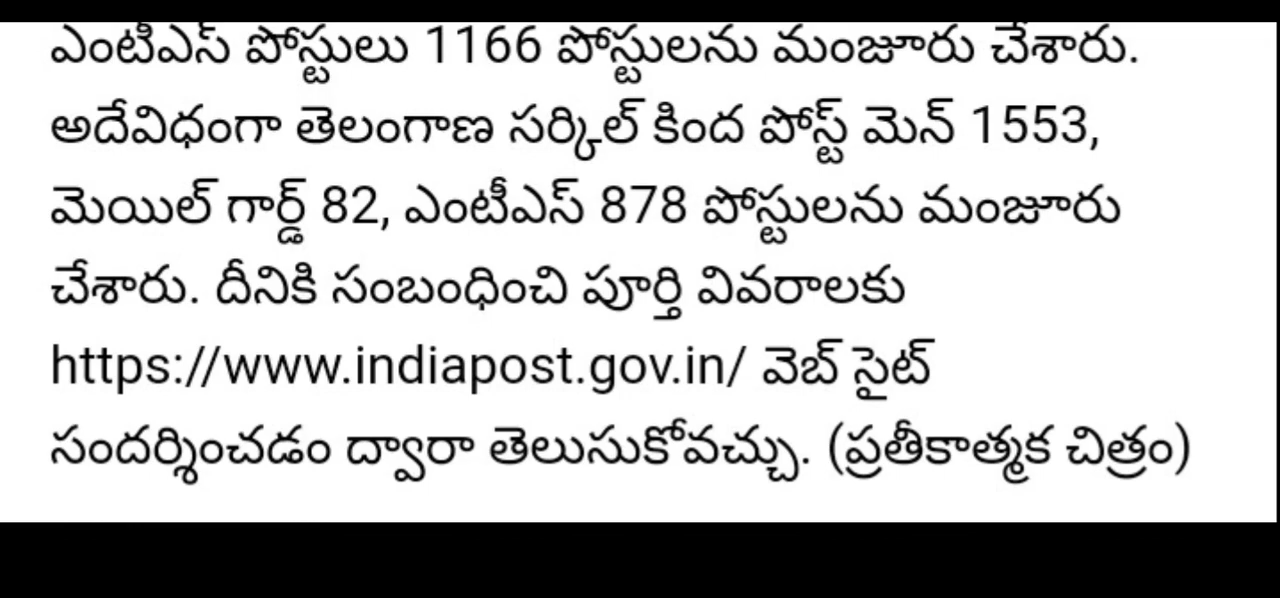 ఎంటీఎస్ పోస్టులు 1166 పోస్టులను మంజూరు చేశారు.
అదేవిధంగా తెలంగాణ సర్కిల్ కింద పోస్ట్ మెన్ 1553,
మెయిల్ గార్డ్ 82, ఎంటీఎస్ 878 పోస్టులను మంజూరు
చేశారు. దీనికి సంబంధించి పూర్తి వివరాలకు
https://www.indiapost.gov.in/ వెబ్ సైట్
సందర్శించడం ద్వారా తెలుసుకోవచ్చు. (ప్రతీకాత్మక చిత్రం)